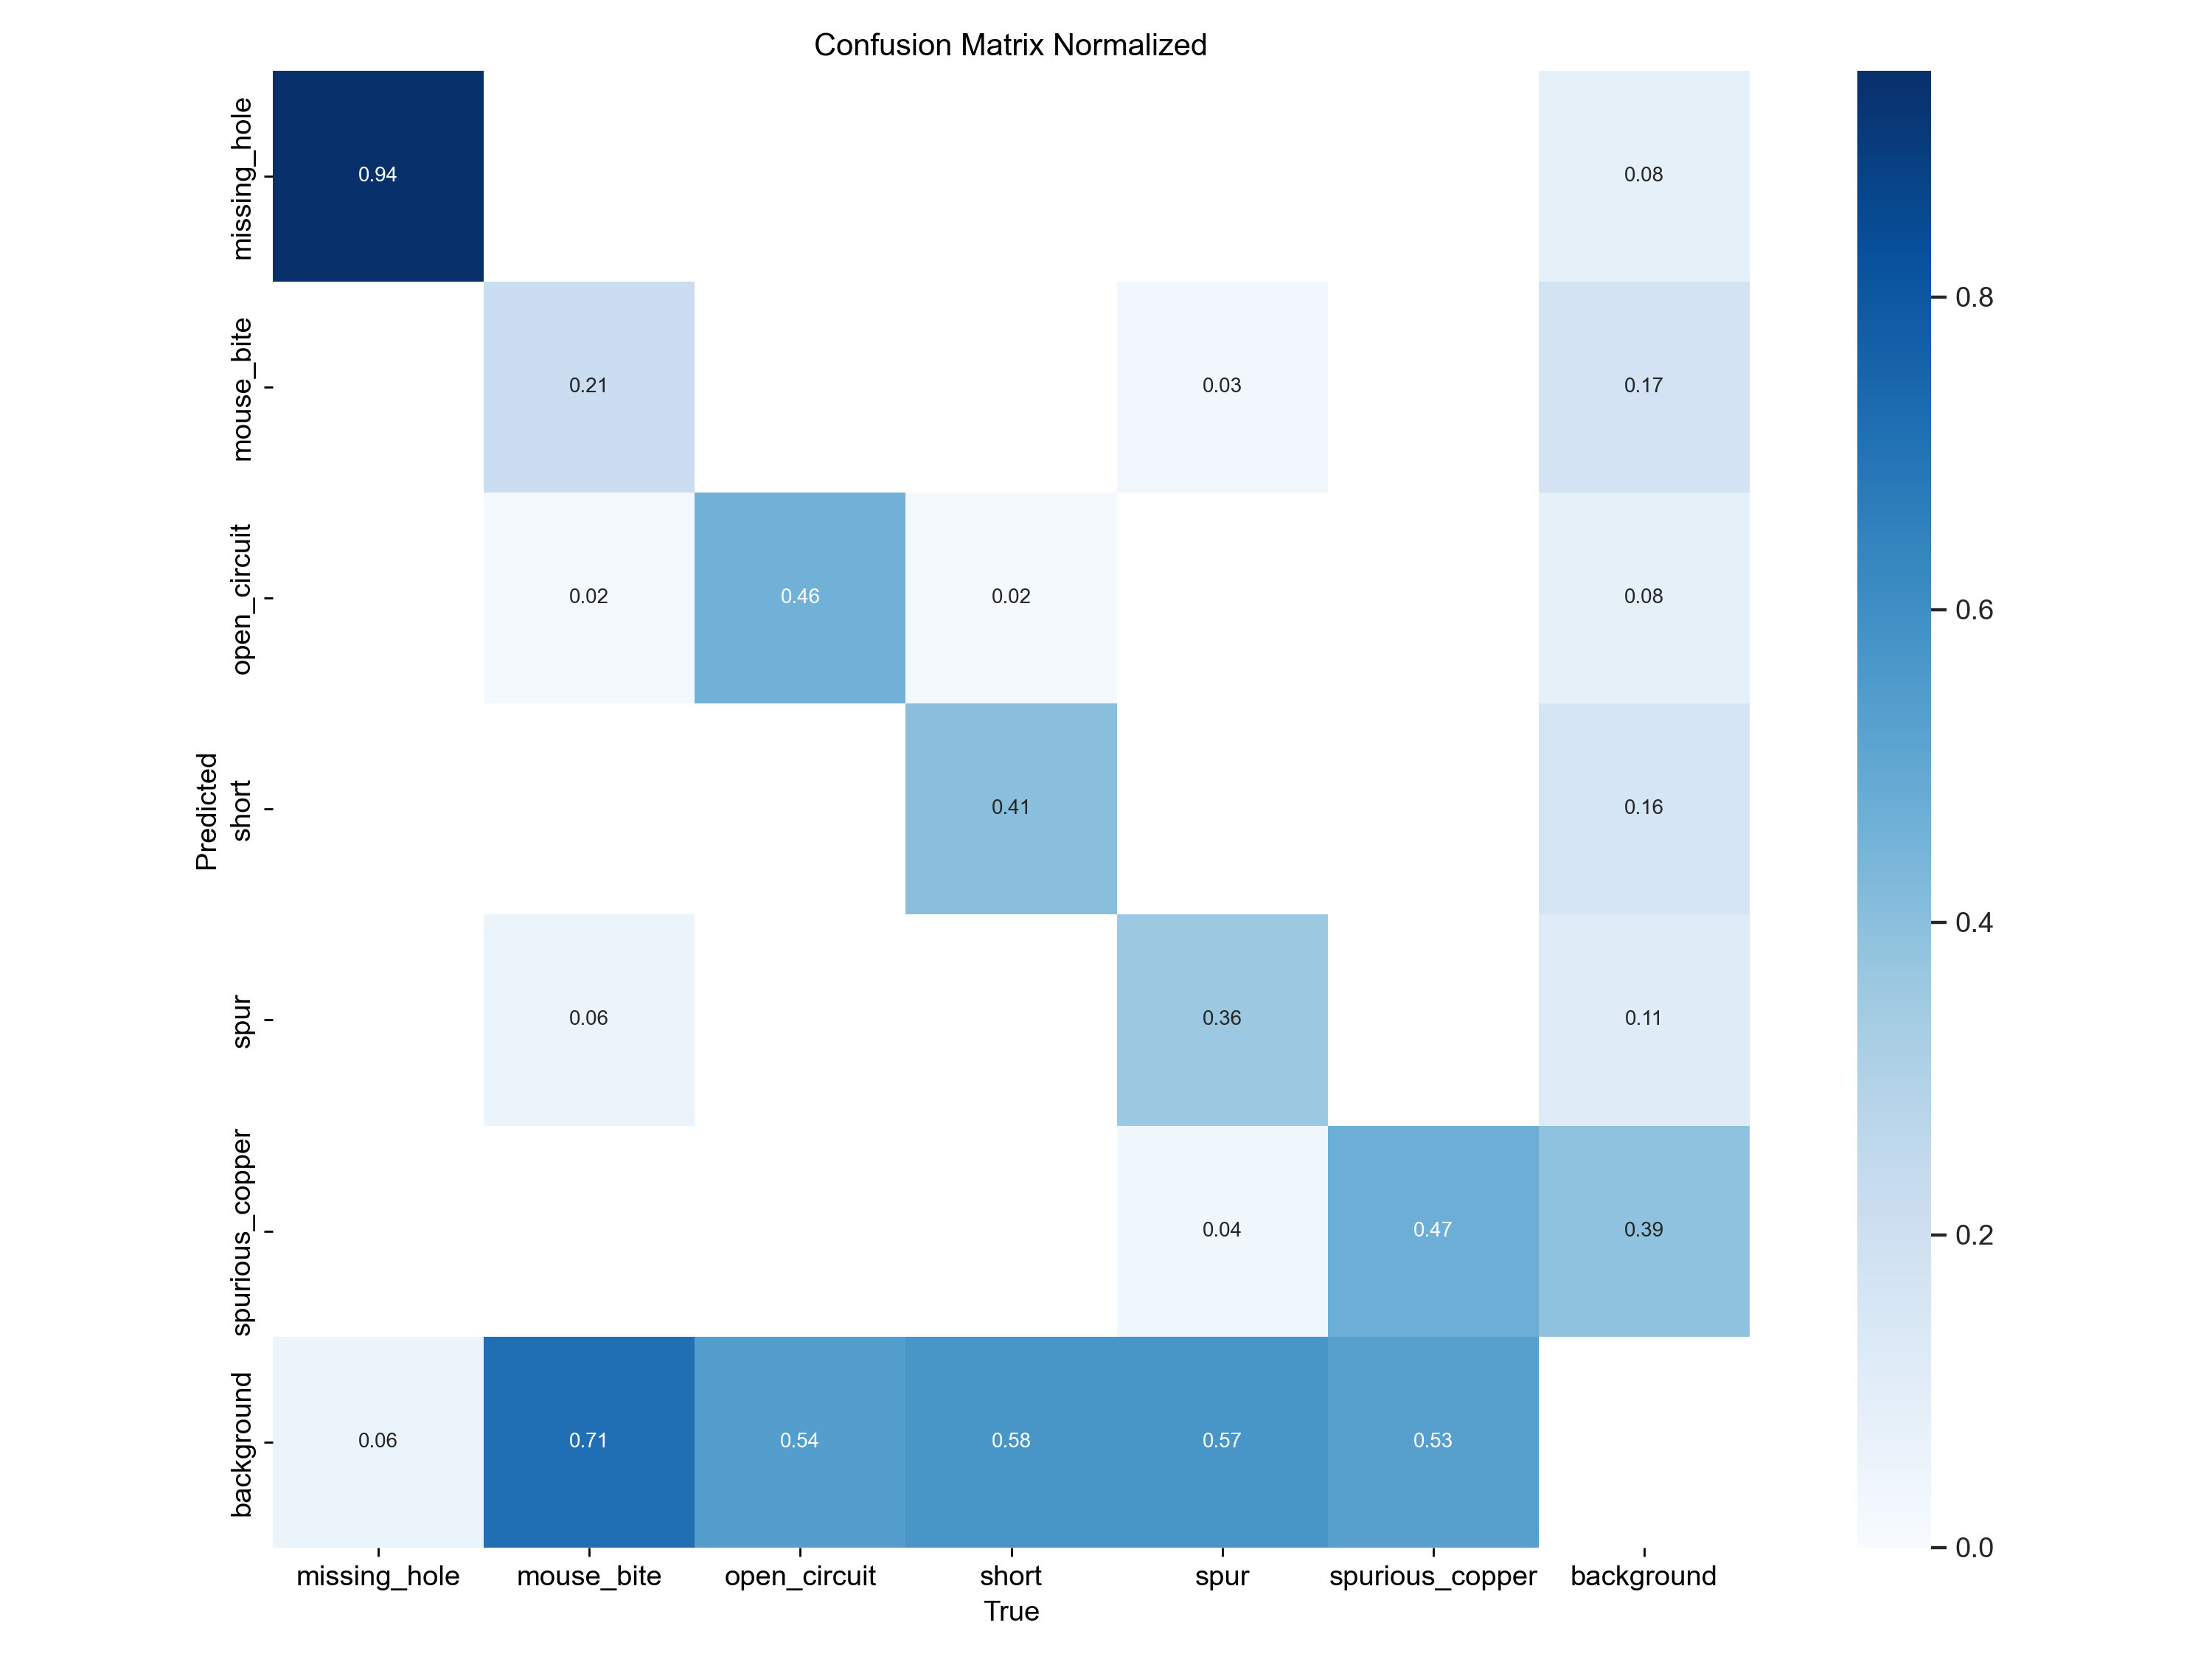 Confusion Matrix Normalized
missing_hole
0.94
0.08
mouse_bite
0.21
0.03
0.17
open_circuit
0.02
0.46
0.02
0.08
short
0.41
0.16
spur
0.06
0.36
0.11
spurious_copper
0.04
0.47
0.39
background
0.06
0.71
0.54
0.58
0.57
0.53
Predicted
missing_hole
mouse_bite
open_circuit
short
spur
spurious_copper
background
True
0.8
0.6
0.4
0.2
0.0